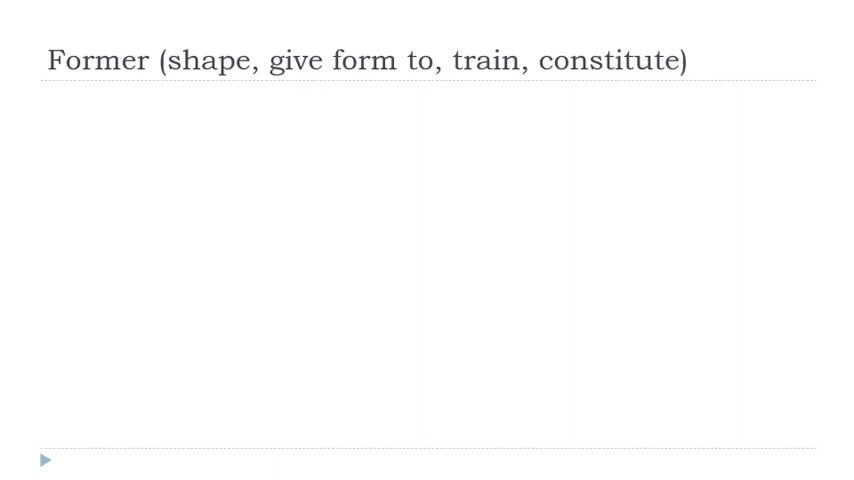 Former (shape, give form to, train, constitute)